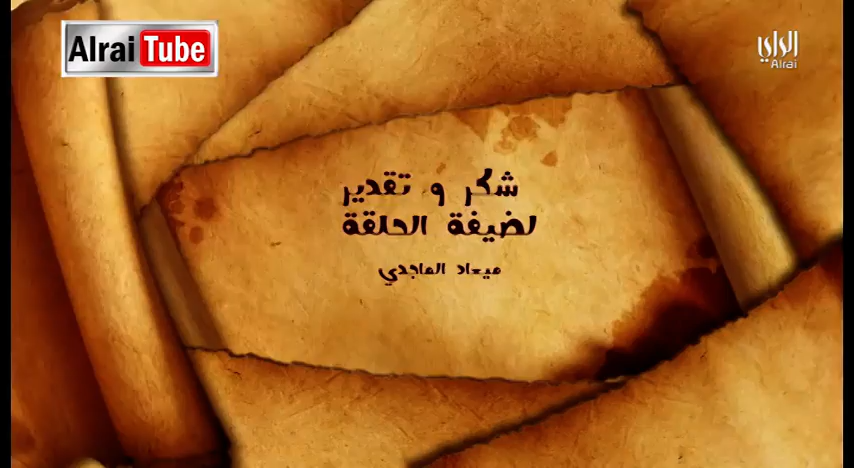 Alrai Tube
الراي
Alrai
شكر و تقدير
لضيفة الحلقة
ميعاد الماجدي